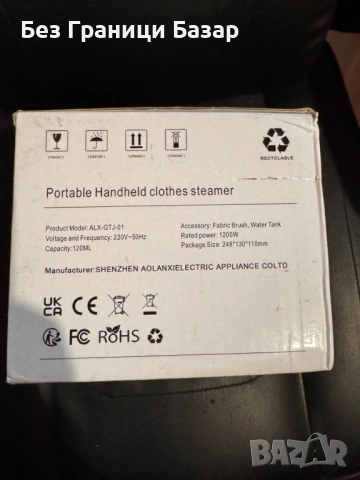 Без Граници Базар
RECYCLABLE
Portable Handheld clothes steamer
Product Model: ALX-GTJ-01
Voltage and Frequency: 220V~50Hz
Capacity:120ML
Accessory: Fabric Brush, Water Tank
Rated power: 1200W
Package Size: 248*130*110mm
Manufacturer:SHENZHEN AOLANXIELECTRIC APPLIANCE COLTD
UK CA CE
FC RoHS
BAZAR